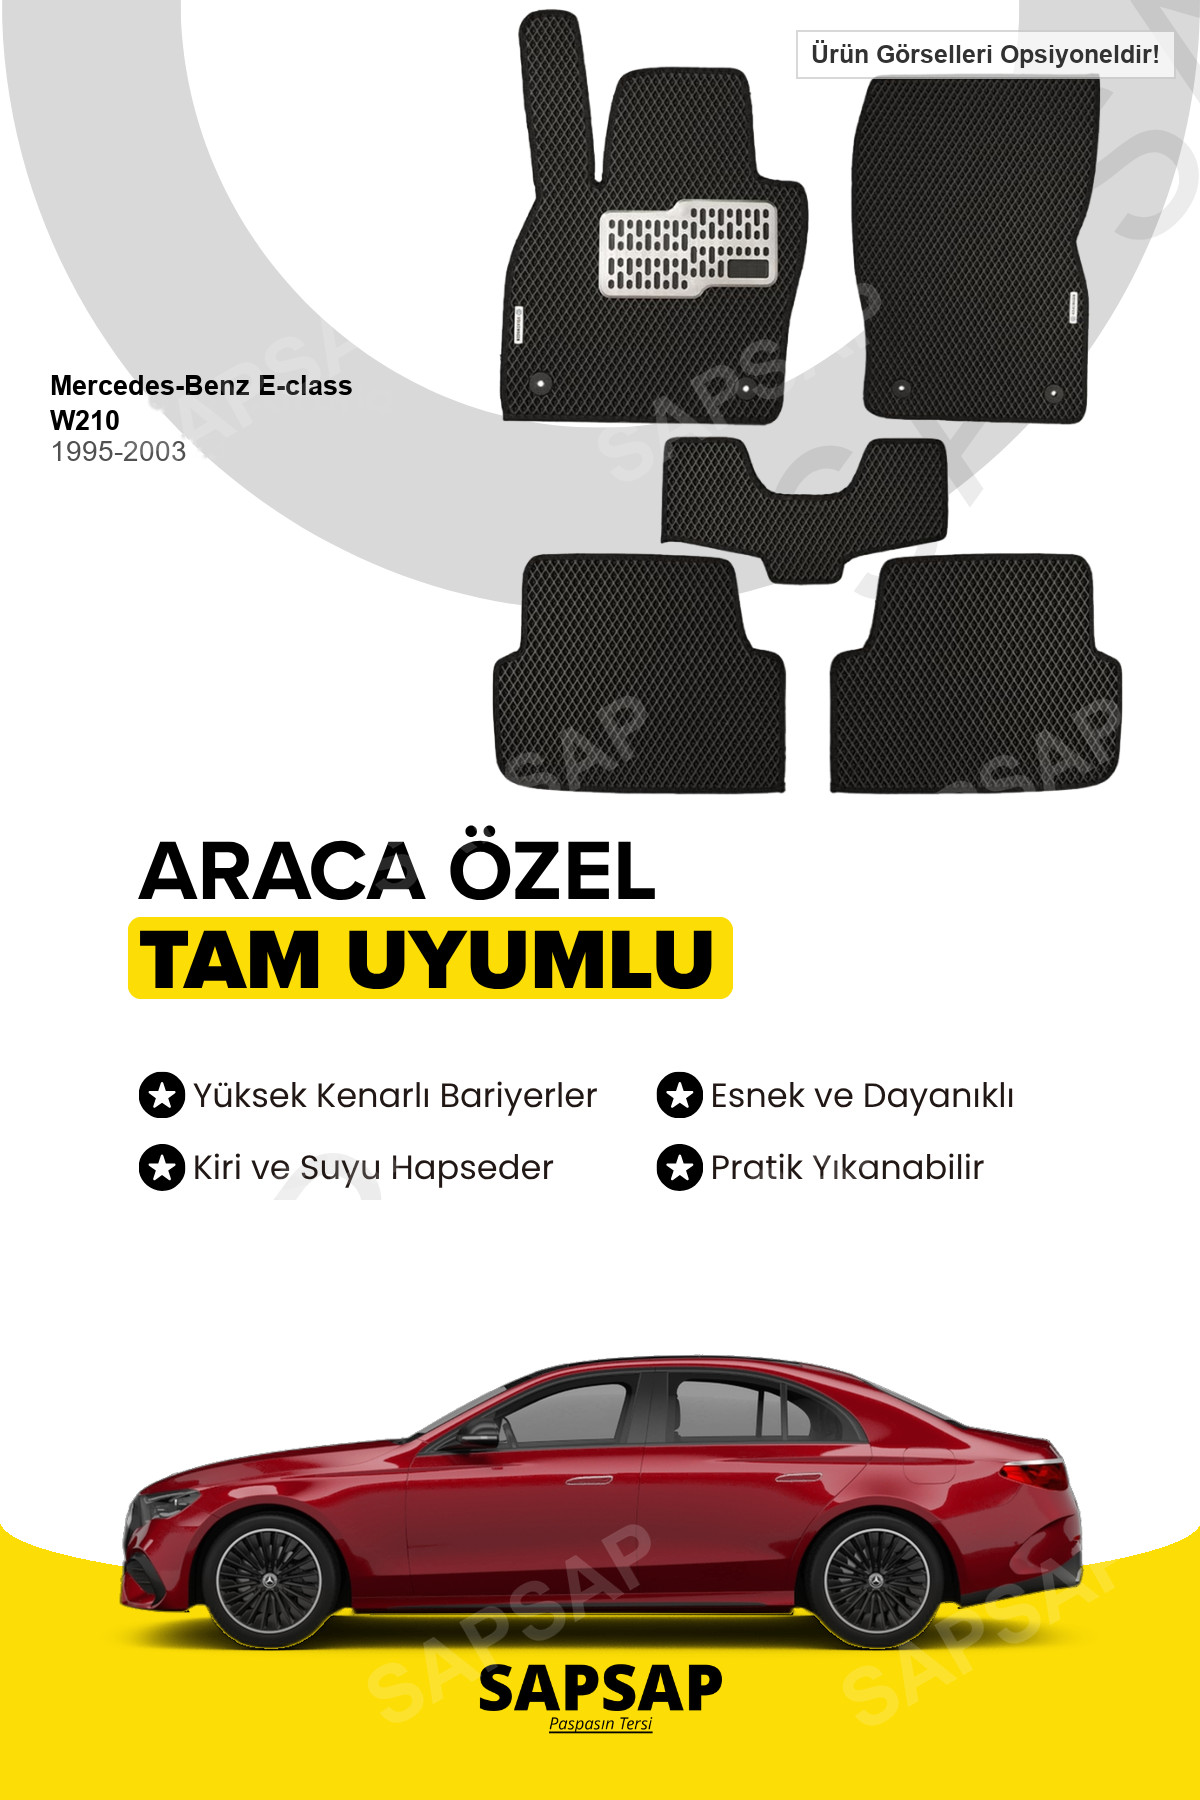 Ürün Görselleri Opsiyoneldir!
Mercedes-Benz E-class
W210
1995-2003
ARACA ÖZEL
TAM UYUMLU
Yüksek Kenarlı Bariyerler
Esnek ve Dayanıklı
Kiri ve Suyu Hapseder
Pratik Yıkanabilir
SAPSAP
Paspasın Tersi